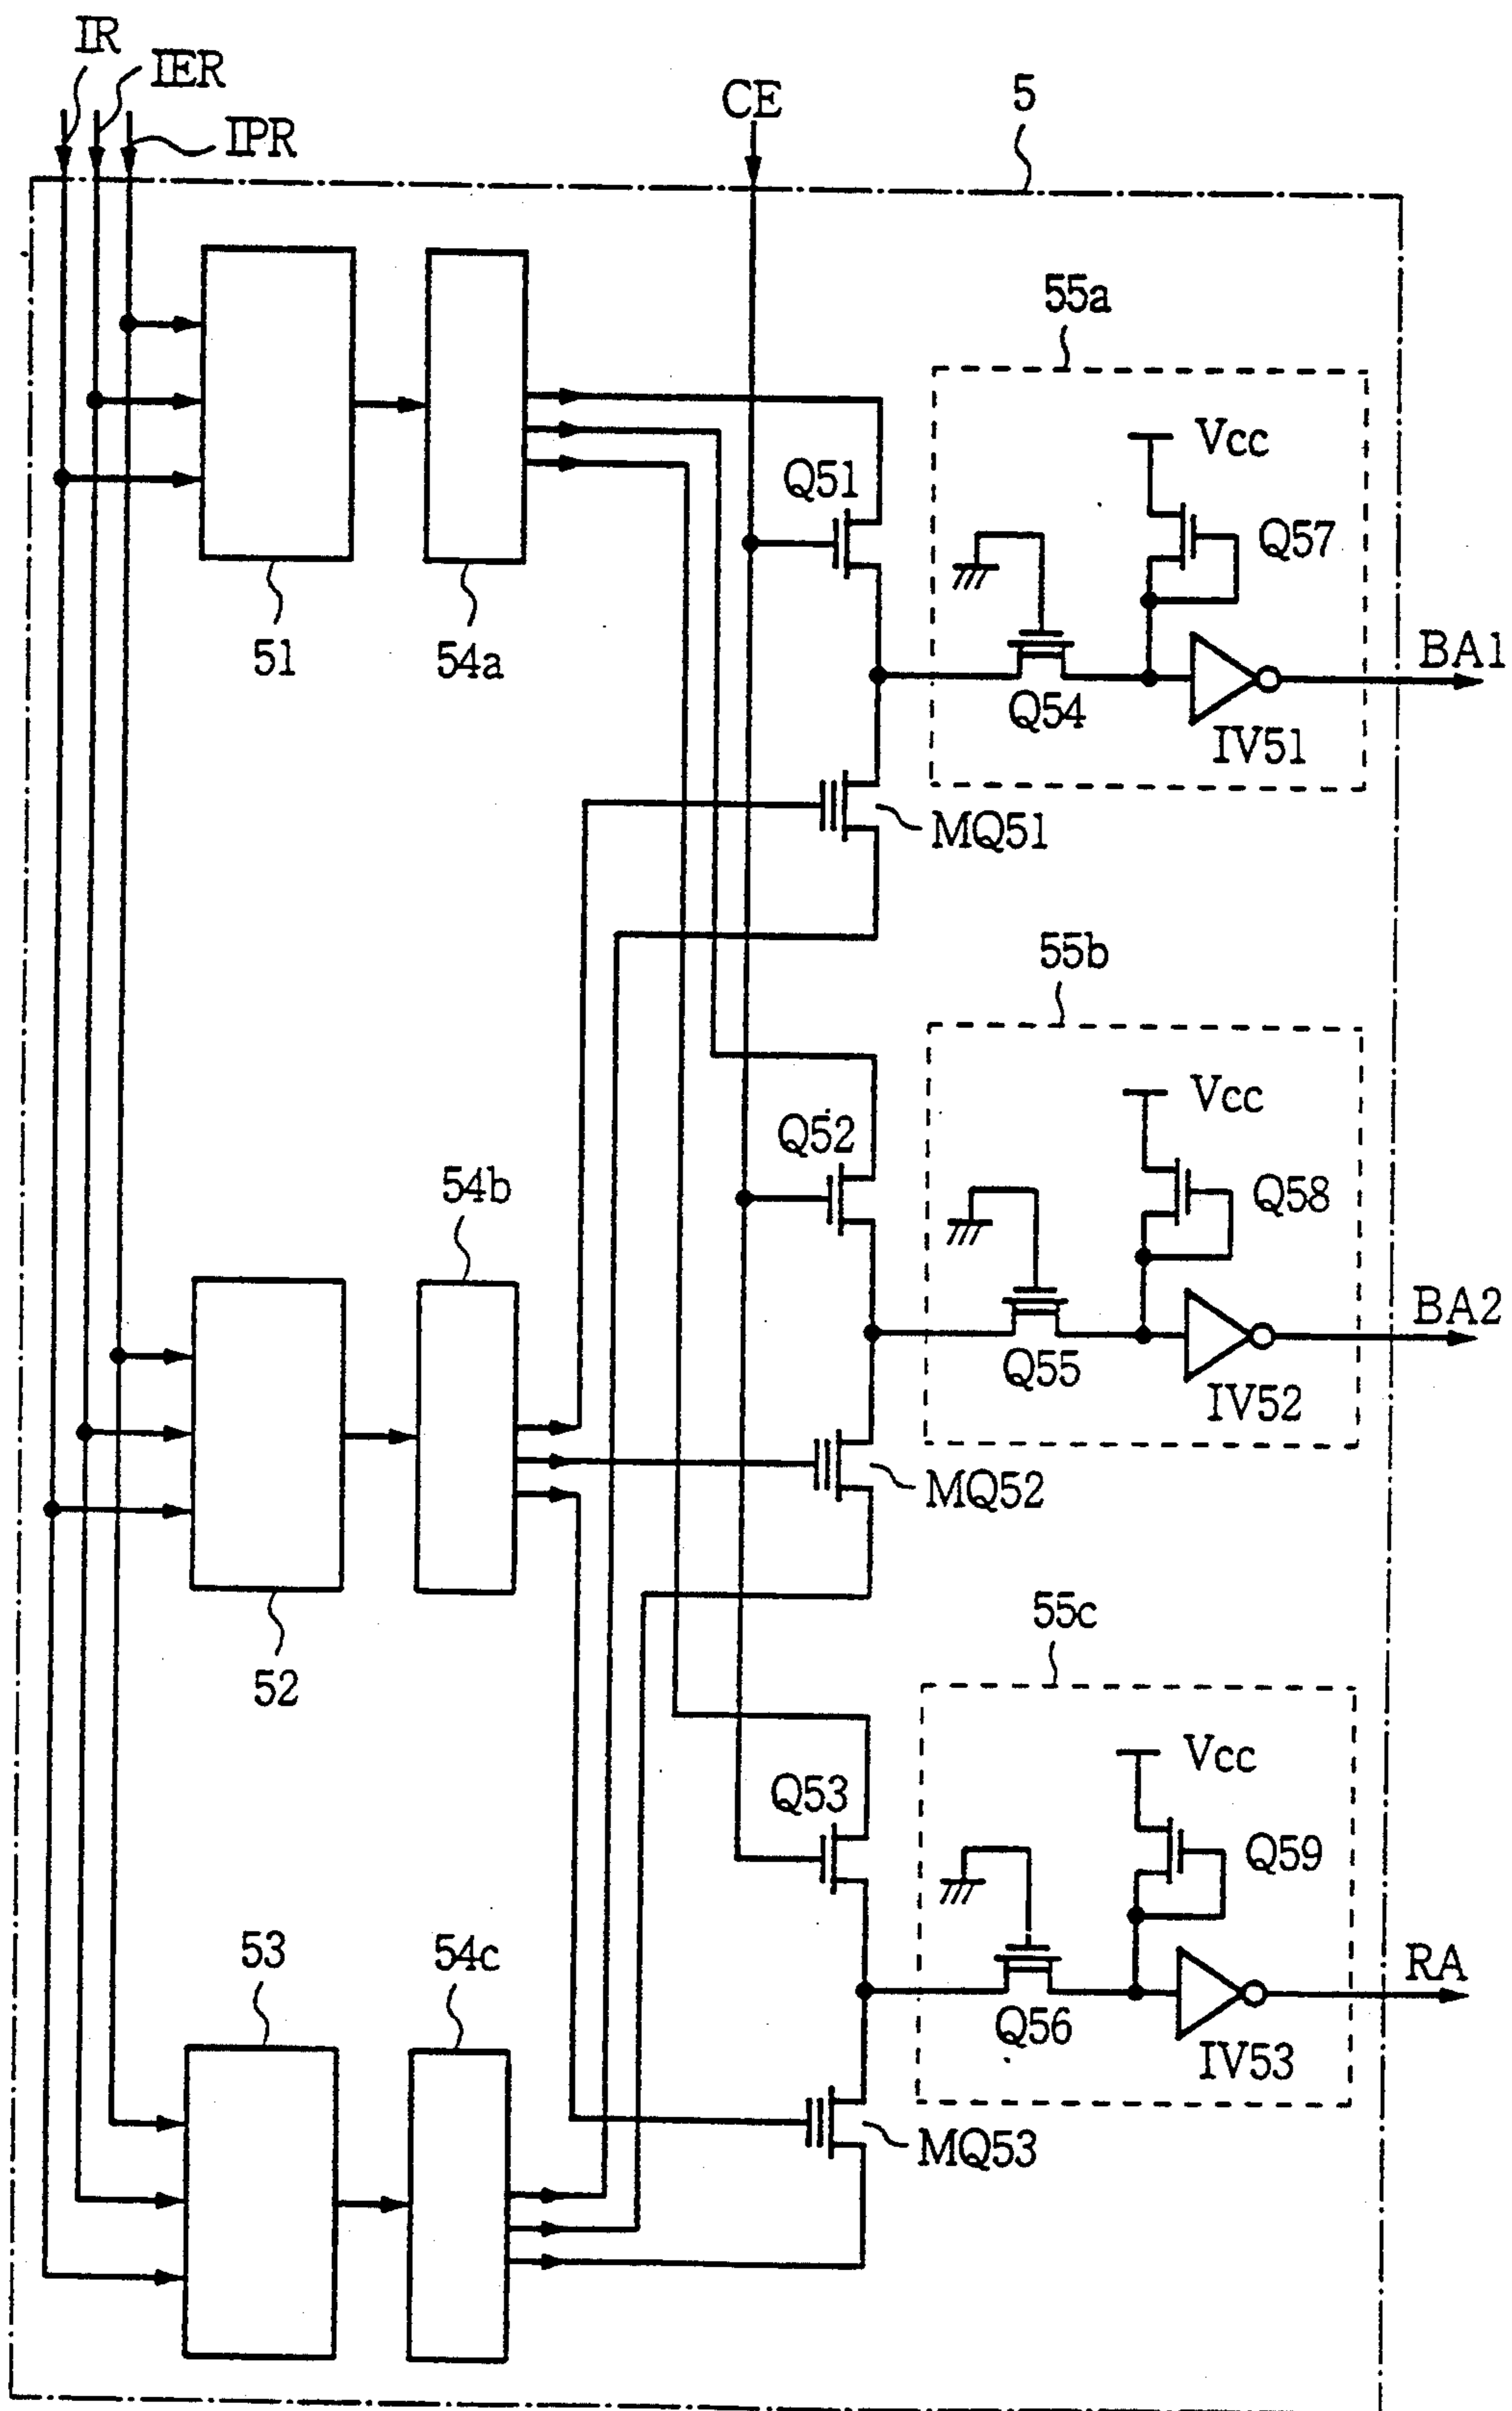 IR
IER
IPR
CE
5
55a
Vcc
Q51
Q57
51
54a
Q54
IV51
BA1
MQ51
55b
Vcc
Q52
54b
Q58
Q55
IV52
BA2
MQ52
52
55c
Vcc
Q53
Q59
53
54c
Q56
IV53
RA
MQ53